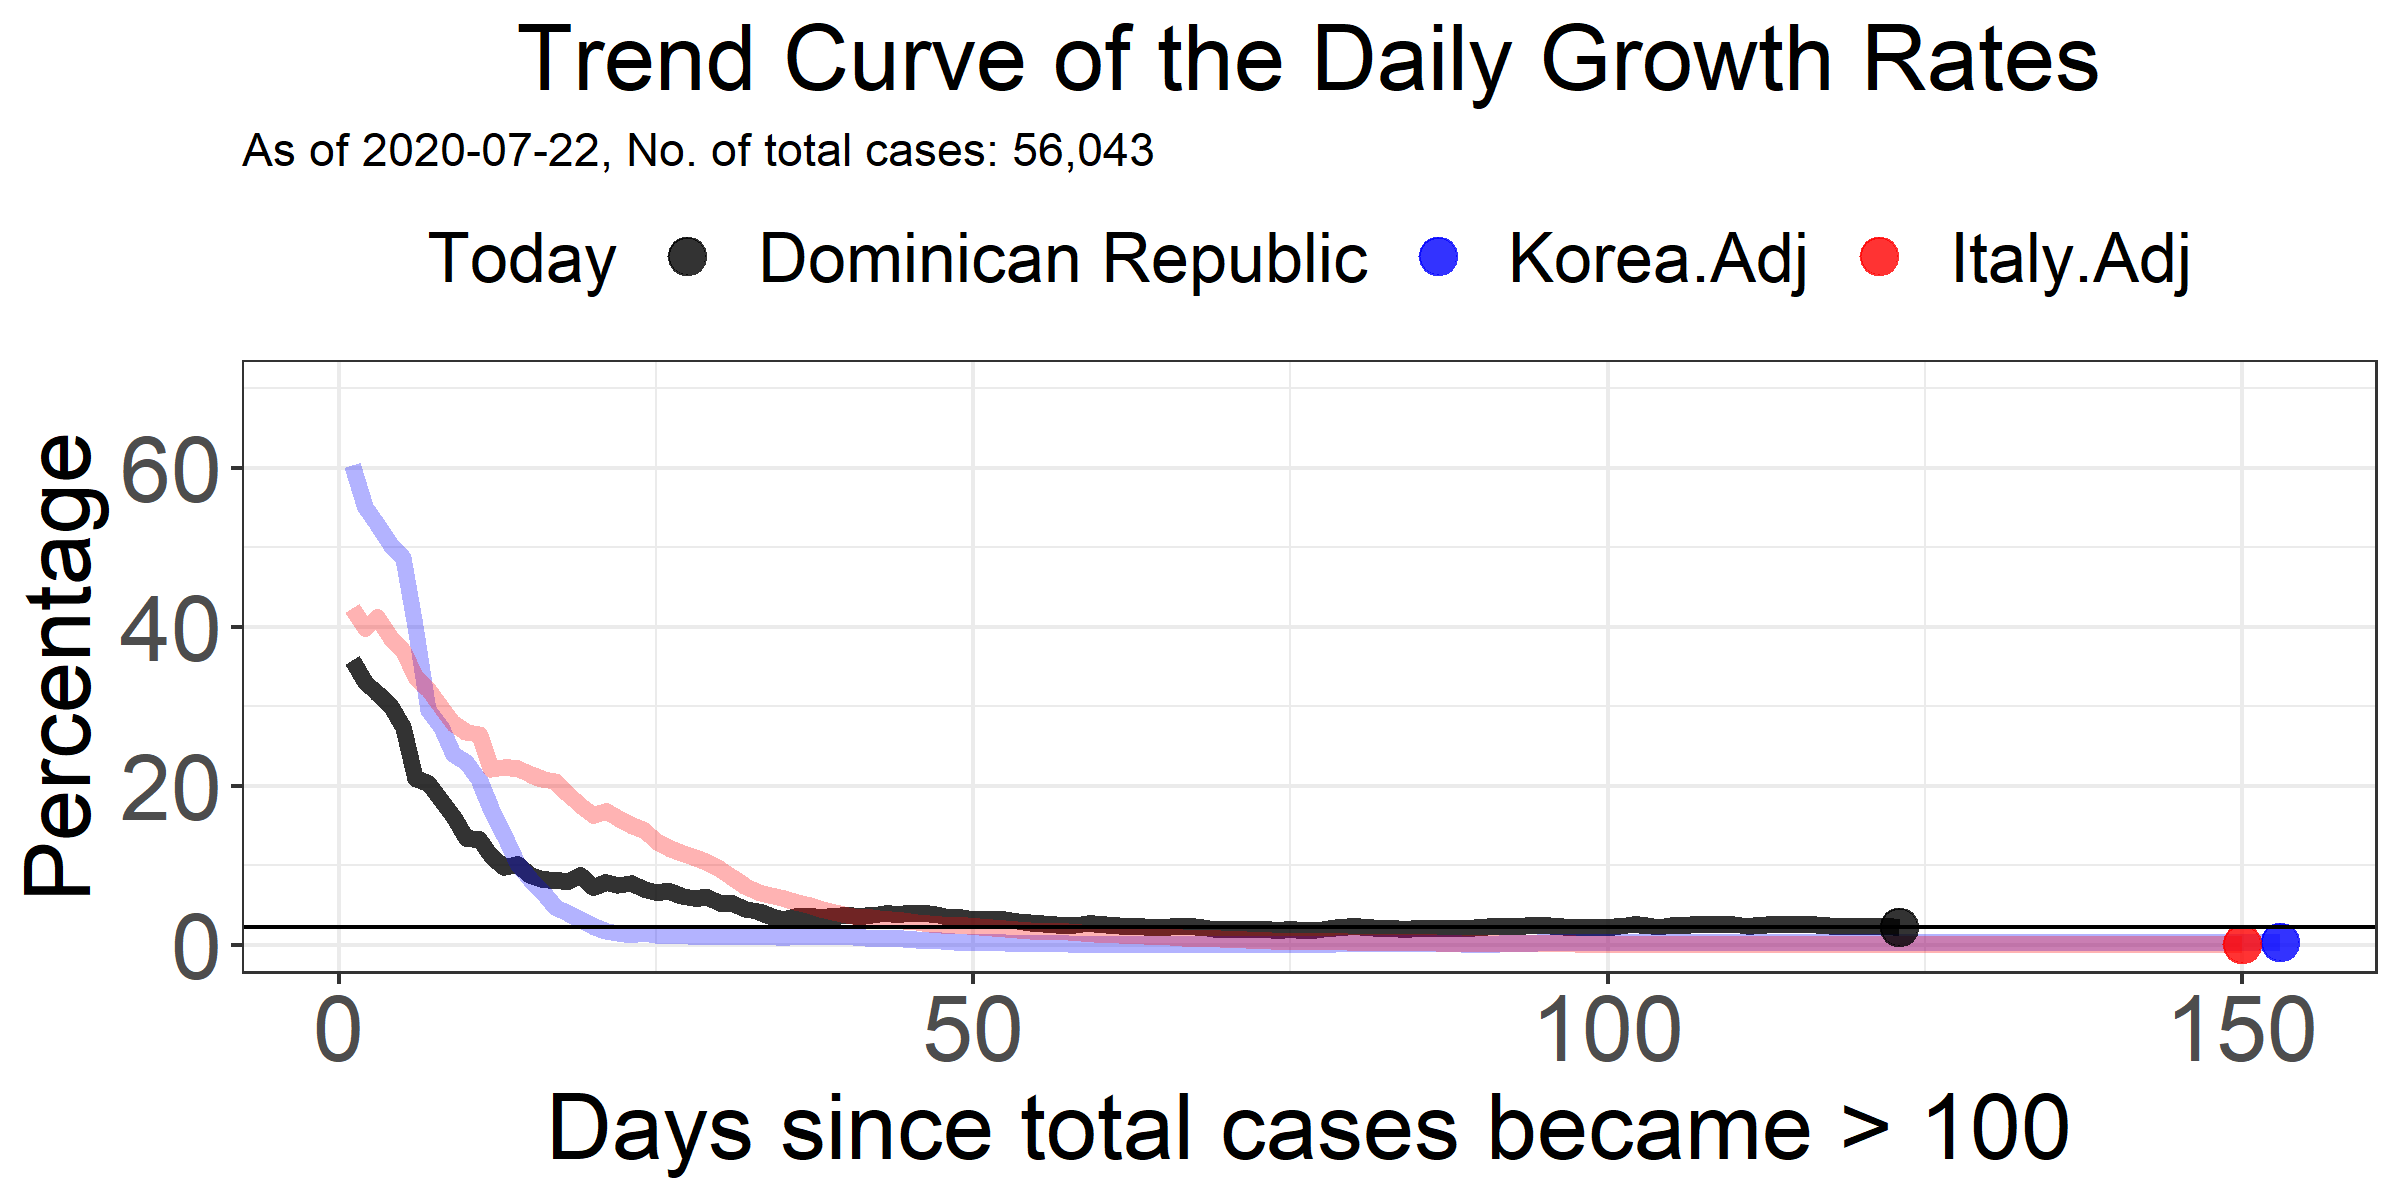 Trend Curve of the Daily Growth Rates
As of 2020-07-22, No. of total cases: 56,043
Today Dominican Republic Korea.Adj Italy.Adj
Percentage
60
40
20
0
0 50 100 150
Days since total cases became > 100